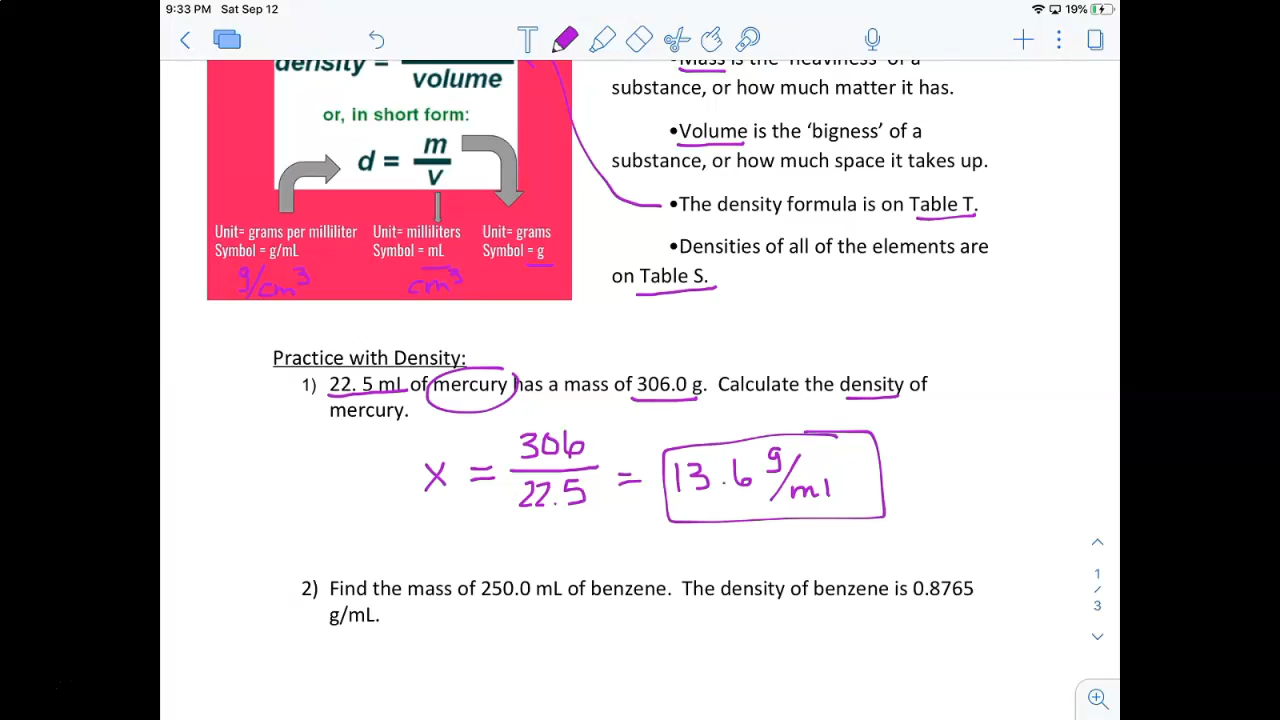 9:33 PM Sat Sep 12
19%
density =
volume
or, in short form:
d = m
v
Unit= grams per milliliter
Symbol = g/mL
g/cm³
Unit= milliliters
Symbol = mL
cm³
Unit= grams
Symbol = g
•Mass is the 'heaviness' of a
substance, or how much matter it has.
•Volume is the ‘bigness’ of a
substance, or how much space it takes up.
•The density formula is on Table T.
•Densities of all of the elements are
on Table S.
Practice with Density:
1) 22. 5 mL of mercury has a mass of 306.0 g. Calculate the density of
mercury.
x = 306
22.5
= 13.6 g/ml
2) Find the mass of 250.0 mL of benzene. The density of benzene is 0.8765
g/mL.
1
/
3